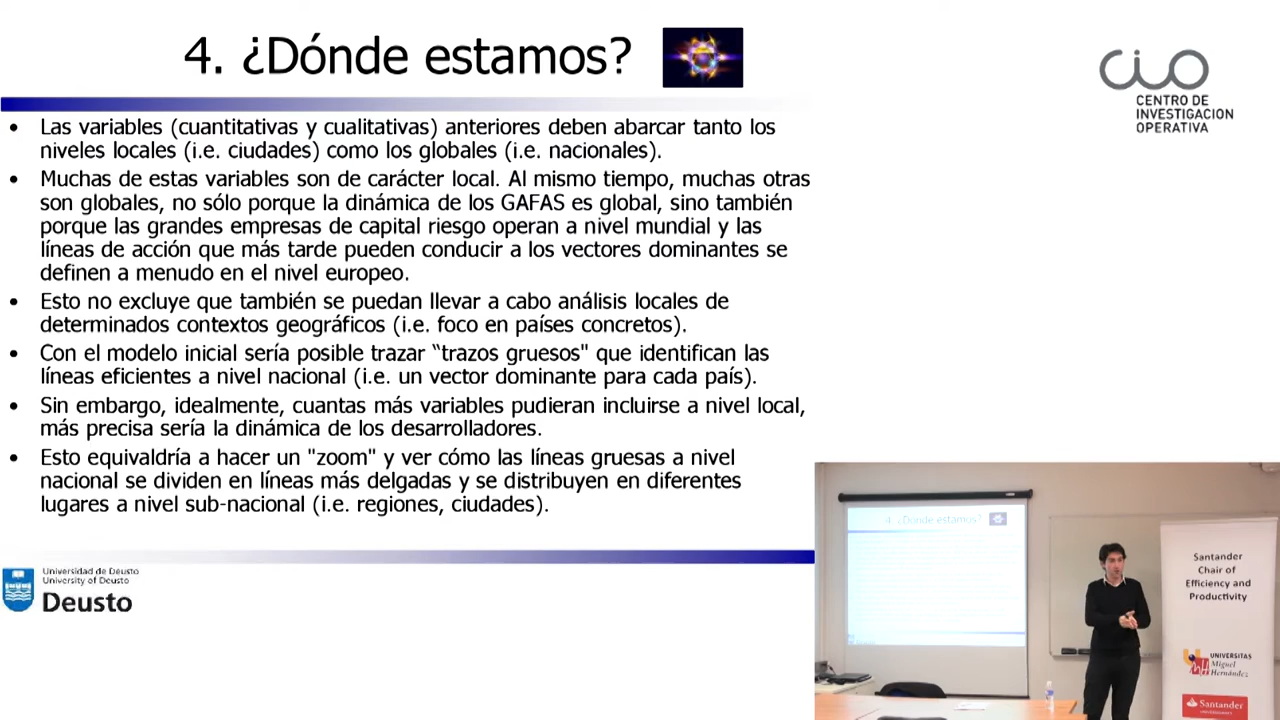 4. ¿Dónde estamos?
CIO
CENTRO DE
INVESTIGACION
OPERATIVA
• Las variables (cuantitativas y cualitativas) anteriores deben abarcar tanto los
niveles locales (i.e. ciudades) como los globales (i.e. nacionales).
• Muchas de estas variables son de carácter local. Al mismo tiempo, muchas otras
son globales, no sólo porque la dinámica de los GAFAS es global, sino también
porque las grandes empresas de capital riesgo operan a nivel mundial y las
líneas de acción que más tarde pueden conducir a los vectores dominantes se
definen a menudo en el nivel europeo.
• Esto no excluye que también se puedan llevar a cabo análisis locales de
determinados contextos geográficos (i.e. foco en países concretos).
• Con el modelo inicial sería posible trazar “trazos gruesos" que identifican las
líneas eficientes a nivel nacional (i.e. un vector dominante para cada país).
• Sin embargo, idealmente, cuantas más variables pudieran incluirse a nivel local,
más precisa sería la dinámica de los desarrolladores.
• Esto equivaldría a hacer un "zoom" y ver cómo las líneas gruesas a nivel
nacional se dividen en líneas más delgadas y se distribuyen en diferentes
lugares a nivel sub-nacional (i.e. regiones, ciudades).
Universidad de Deusto
University of Deusto
Deusto
4. ¿Dónde estamos?
Santander
Chair of
Efficiency and
Productivity
UNIVERSITAS
Miguel
Hernández
Santander